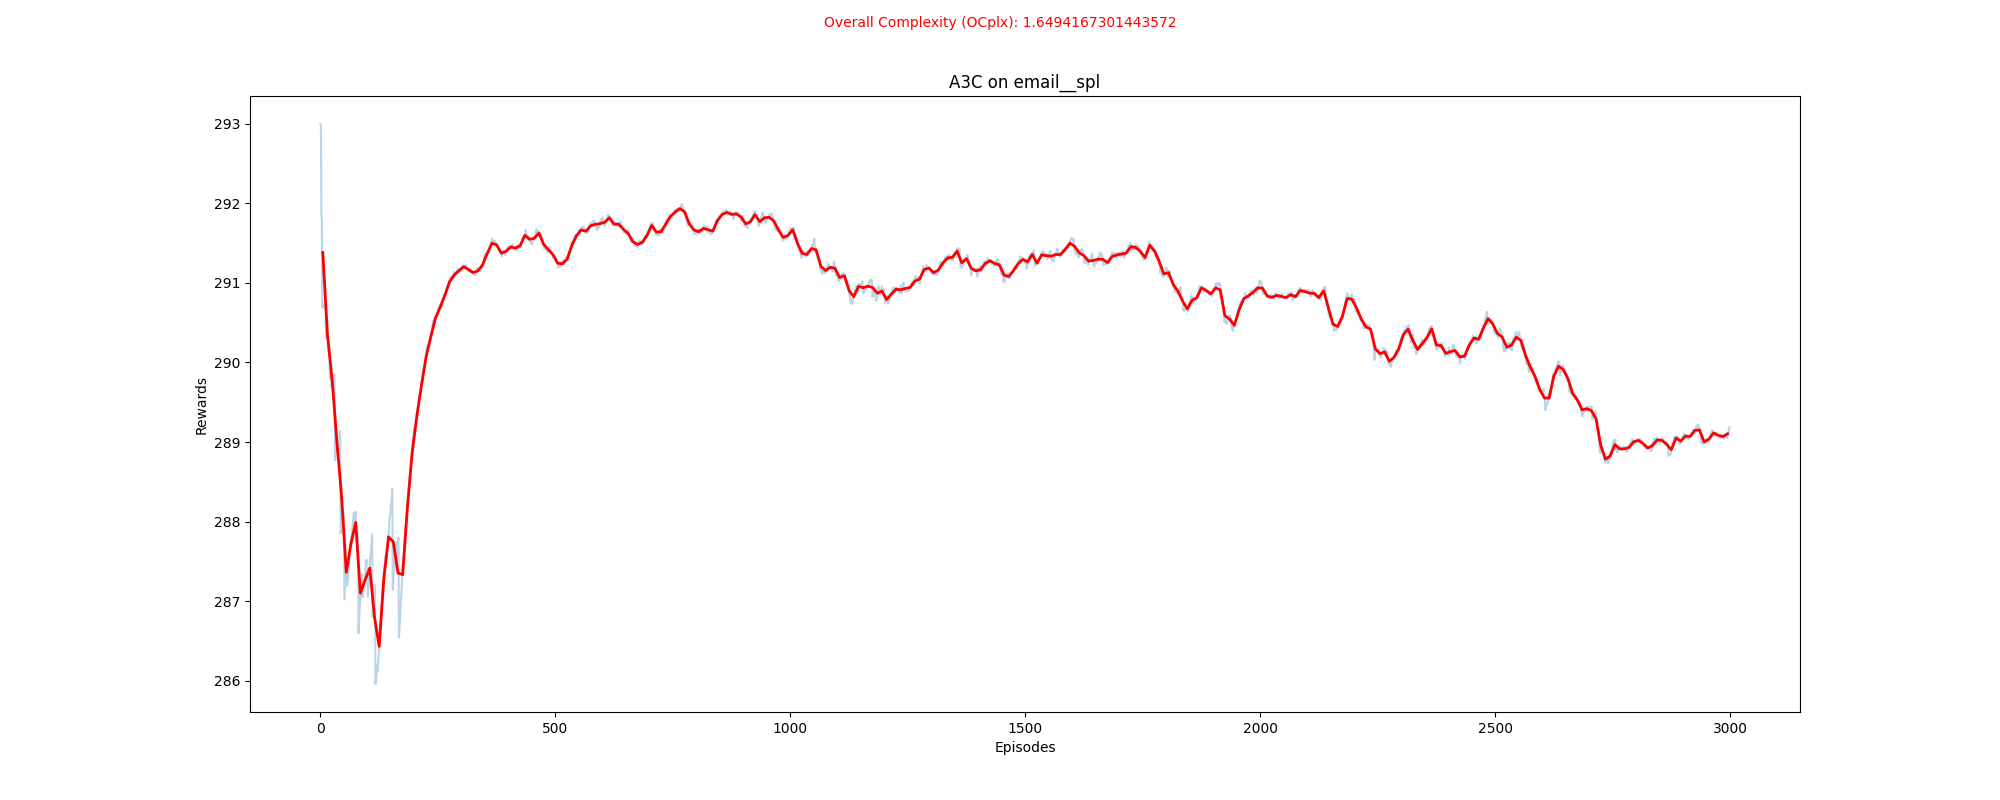 Overall Complexity (OCplx): 1.6494167301443572
A3C on email__spl
293
292
291
290
289
288
287
286
Rewards
0 500 1000 1500 2000 2500 3000
Episodes